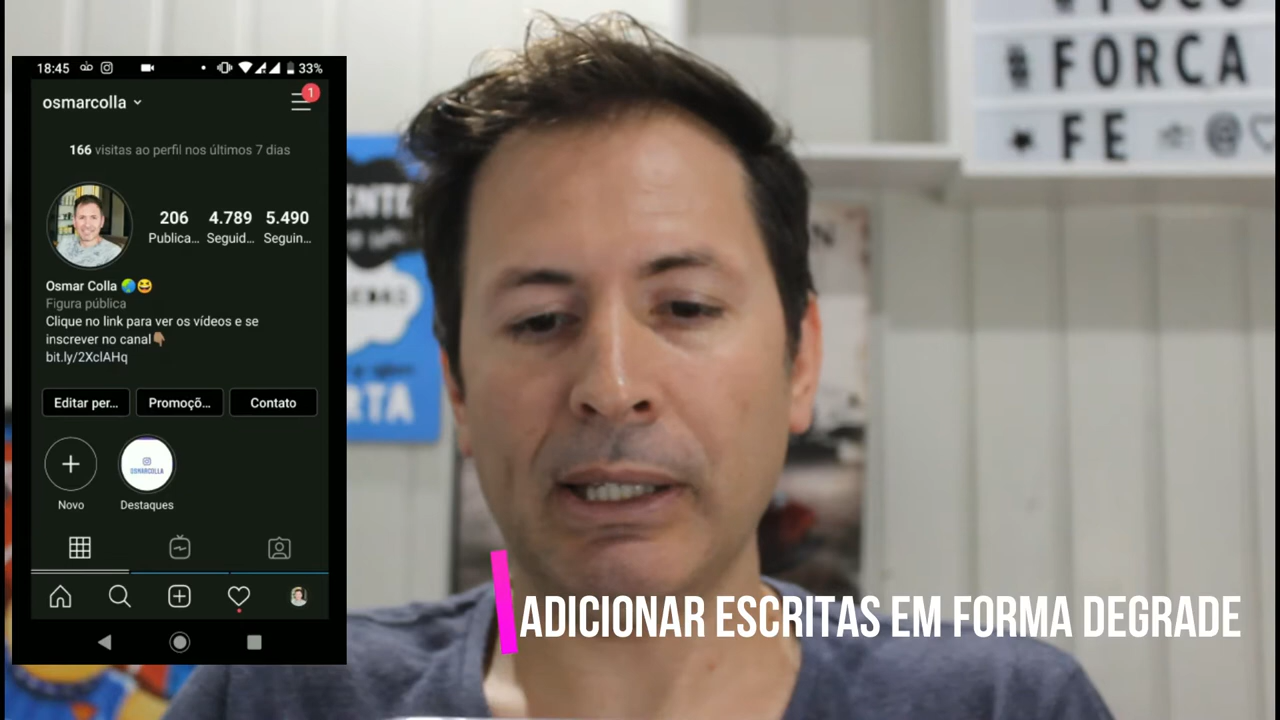 18:45
33%
osmarcolla
1
166 visitas ao perfil nos últimos 7 dias
206 4.789 5.490
Publica... Seguid... Seguin...
Osmar Colla
Figura pública
Clique no link para ver os vídeos e se
inscrever no canal
bit.ly/2XclAHq
Editar per... Promoçõ... Contato
OSMARCOLLA
Novo Destaques
#FORCA
FE @
ADICIONAR ESCRITAS EM FORMA DEGRADE